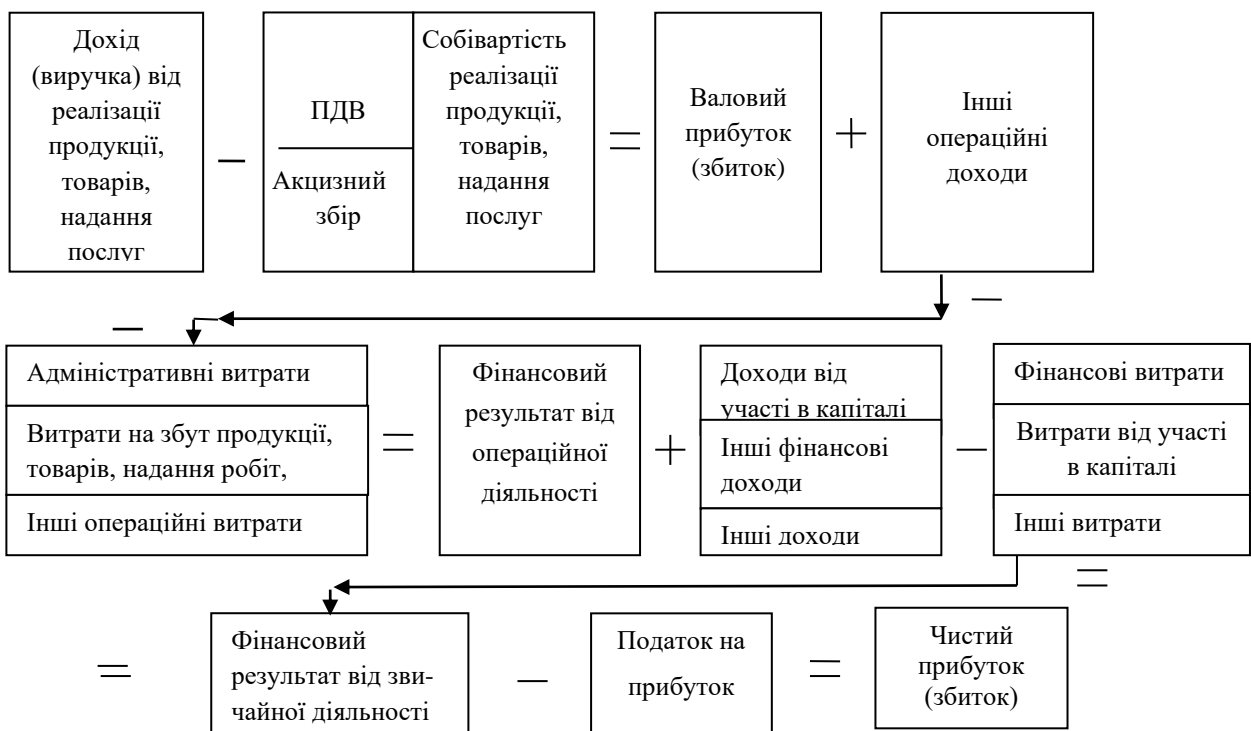 Дохід
(виручка) від
реалізації
продукції,
товарів,
надання
послуг
–
ПДВ
Акцизний
збір
Собівартість
реалізації
продукції,
товарів,
надання
послуг
=
Валовий
прибуток
(збиток)
+
Інші
операційні
доходи
–
–
Адміністративні витрати
Витрати на збут продукції,
товарів, надання робіт,
Інші операційні витрати
=
Фінансовий
результат від
операційної
діяльності
+
Доходи від
участі в капіталі
Інші фінансові
доходи
Інші доходи
–
Фінансові витрати
Витрати від участі
в капіталі
Інші витрати
=
=
Фінансовий
результат від зви-
чайної діяльності
–
Податок на
прибуток
=
Чистий
прибуток
(збиток)